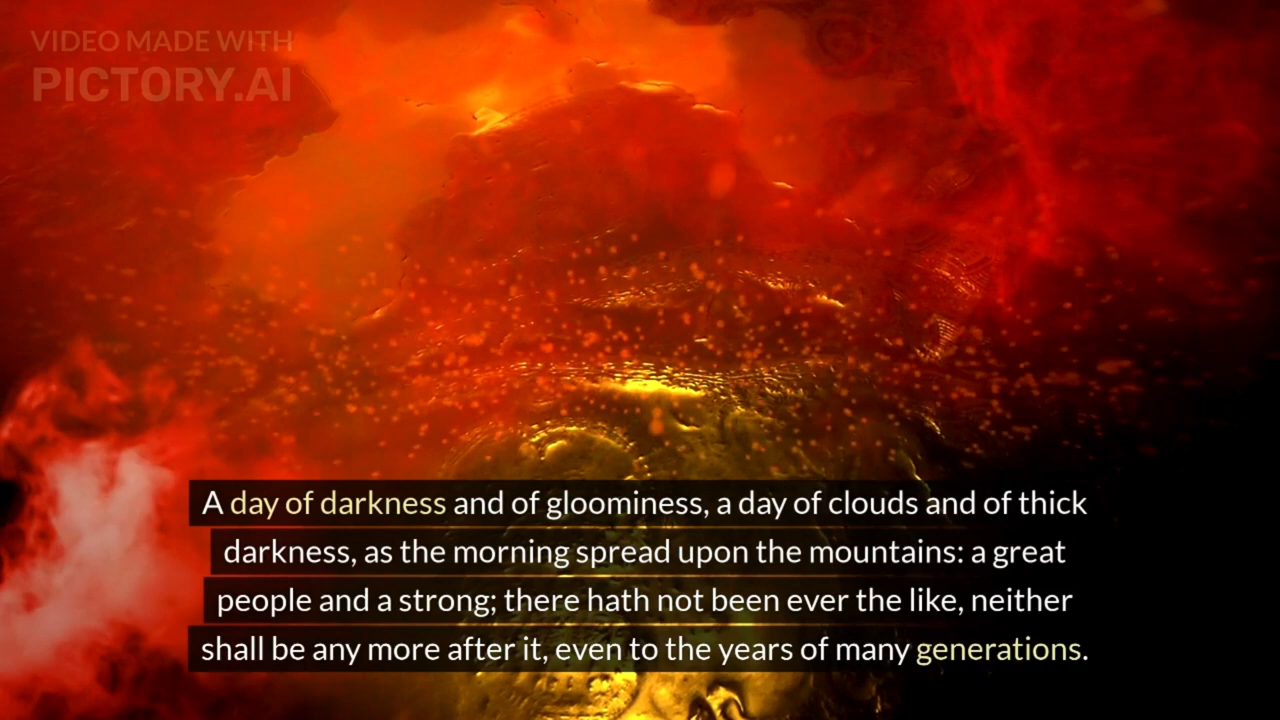 VIDEO MADE WITH
PICTORY.AI
A day of darkness and of gloominess, a day of clouds and of thick
darkness, as the morning spread upon the mountains: a great
people and a strong; there hath not been ever the like, neither
shall be any more after it, even to the years of many generations.